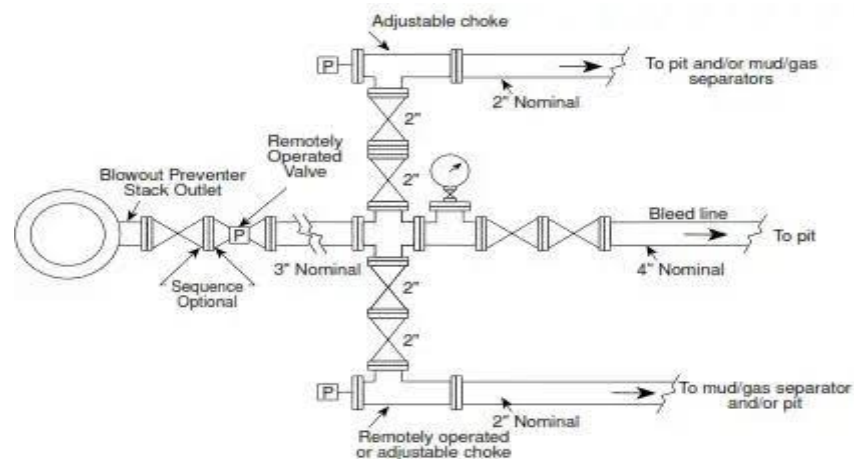 Adjustable choke
P
To pit and/or mud/gas
separators
2" Nominal
2"
Remotely
Operated
Valve
2"
Blowout Preventer
Stack Outlet
P
Bleed line
To pit
3" Nominal
4" Nominal
Sequence
Optional
2"
2"
P
To mud/gas separator
and/or pit
2" Nominal
Remotely operated
or adjustable choke